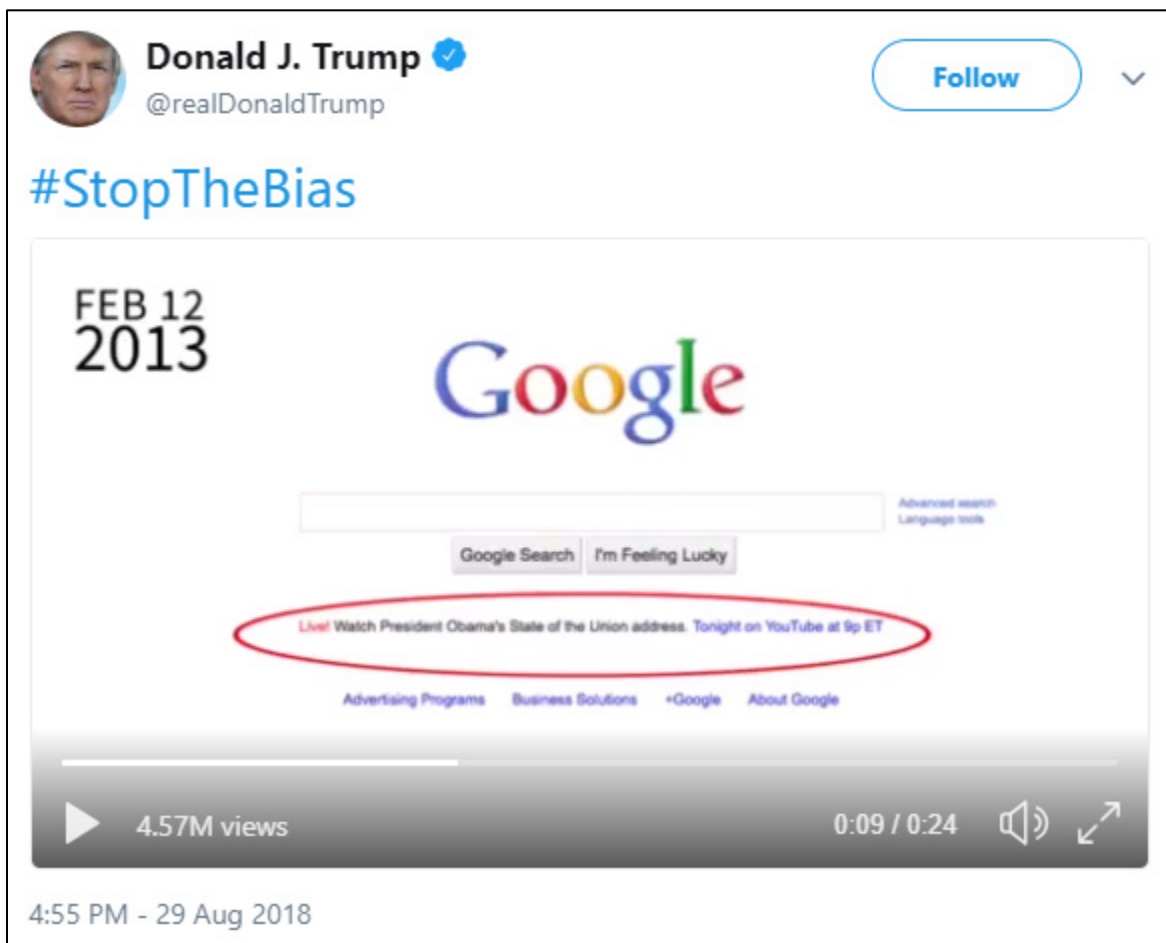 Donald J. Trump
@realDonaldTrump
Follow
#StopTheBias
FEB 12
2013
Google
Advanced search
Language tools
Google Search
I'm Feeling Lucky
Live! Watch President Obama's State of the Union address. Tonight on YouTube at 9p ET
Advertising Programs Business Solutions +Google About Google
4.57M views
0:09 / 0:24
4:55 PM - 29 Aug 2018